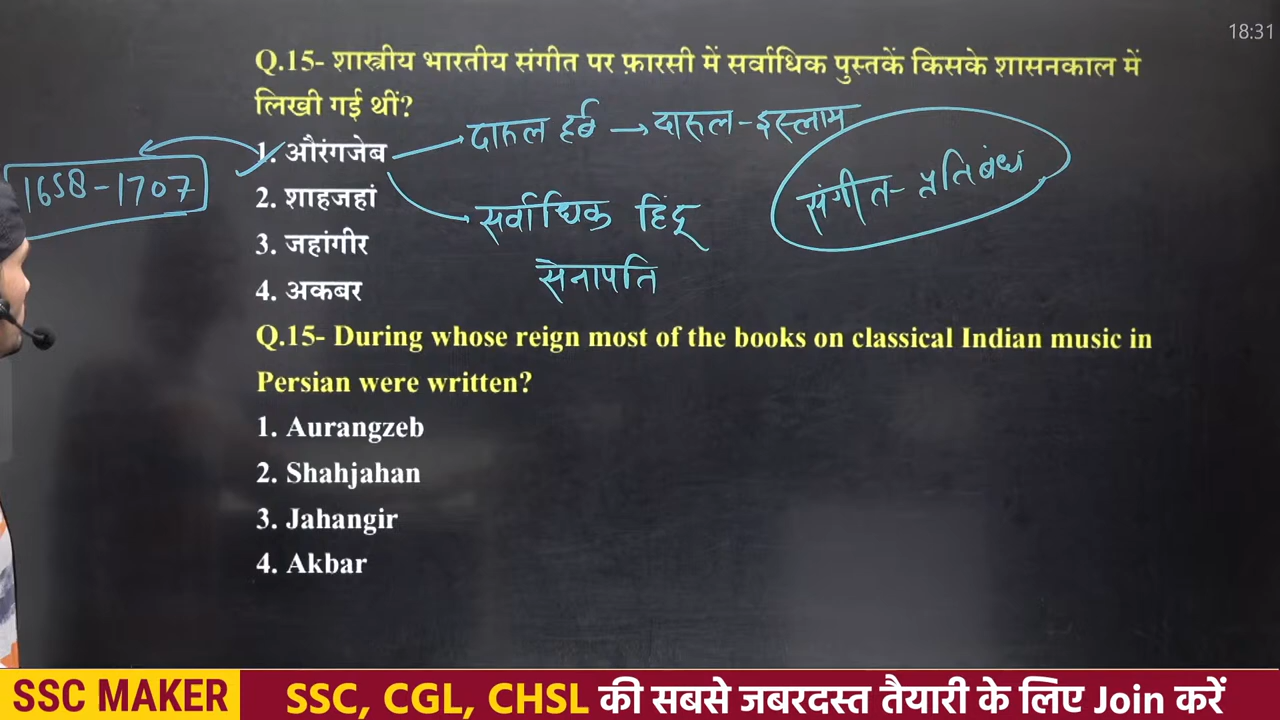 18:31
Q.15- शास्त्रीय भारतीय संगीत पर फ़ारसी में सर्वाधिक पुस्तकें किसके शासनकाल में
लिखी गई थीं?
1. औरंगजेब
2. शाहजहां
3. जहांगीर
4. अकबर
1658-1707
दारुल हर्ब → दारुल-इस्लाम
सर्वाधिक हिंदू
सेनापति
संगीत- प्रतिबंध
Q.15- During whose reign most of the books on classical Indian music in
Persian were written?
1. Aurangzeb
2. Shahjahan
3. Jahangir
4. Akbar
SSC MAKER
SSC, CGL, CHSL की सबसे जबरदस्त तैयारी के लिए Join करें